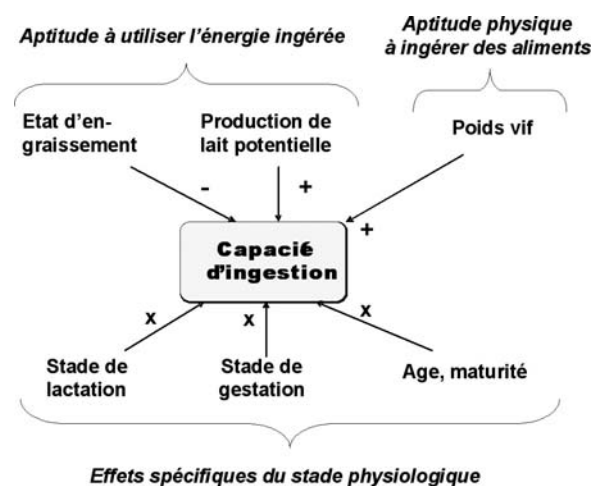 Aptitude à utiliser l'énergie ingérée
Aptitude physique
à ingérer des aliments
Etat d'en-
graissement
Production de
lait potentielle
Poids vif
-
+
+
Capacié
d'ingestion
x
x
x
Stade de
lactation
Stade de
gestation
Age, maturité
Effets spécifiques du stade physiologique